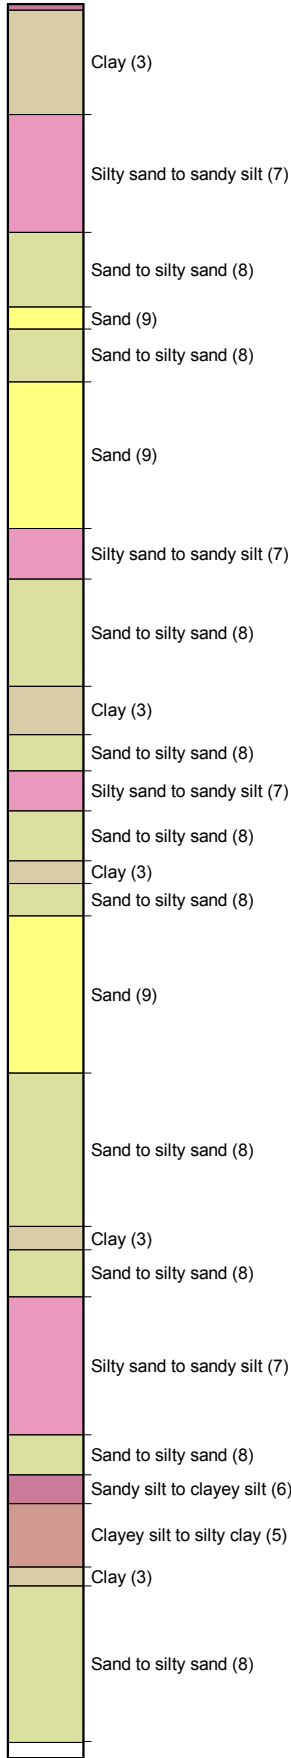 Clay (3)
Silty sand to sandy silt (7)
Sand to silty sand (8)
Sand (9)
Sand to silty sand (8)
Sand (9)
Silty sand to sandy silt (7)
Sand to silty sand (8)
Clay (3)
Sand to silty sand (8)
Silty sand to sandy silt (7)
Sand to silty sand (8)
Clay (3)
Sand to silty sand (8)
Sand (9)
Sand to silty sand (8)
Clay (3)
Sand to silty sand (8)
Silty sand to sandy silt (7)
Sand to silty sand (8)
Sandy silt to clayey silt (6)
Clayey silt to silty clay (5)
Clay (3)
Sand to silty sand (8)